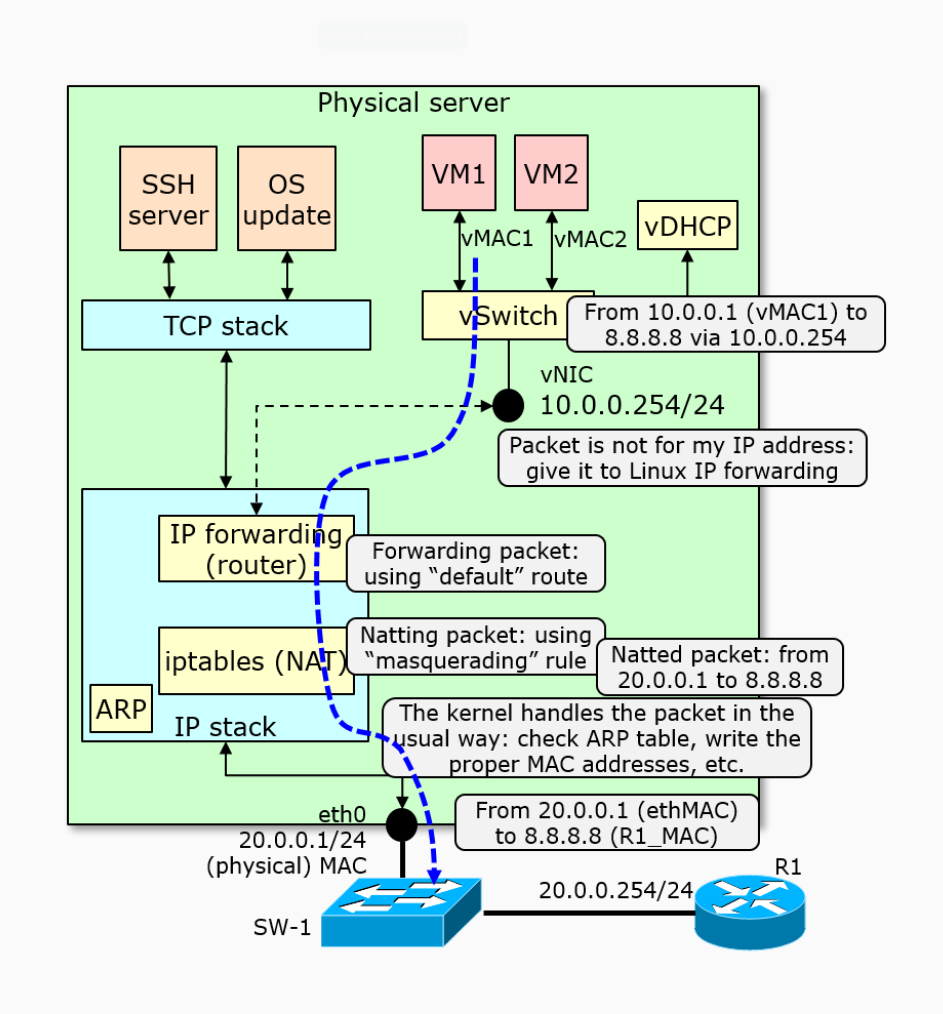 Physical server
SSH
server
OS
update
VM1
VM2
vDHCP
vMAC1
vMAC2
TCP stack
vSwitch
From 10.0.0.1 (vMAC1) to
8.8.8.8 via 10.0.0.254
vNIC
10.0.0.254/24
Packet is not for my IP address:
give it to Linux IP forwarding
IP forwarding
(router)
Forwarding packet:
using “default” route
iptables (NAT)
Natting packet: using
“masquerading” rule
Natted packet: from
20.0.0.1 to 8.8.8.8
ARP
IP stack
The kernel handles the packet in the
usual way: check ARP table, write the
proper MAC addresses, etc.
eth0
20.0.0.1/24
(physical) MAC
From 20.0.0.1 (ethMAC)
to 8.8.8.8 (R1_MAC)
SW-1
20.0.0.254/24
R1